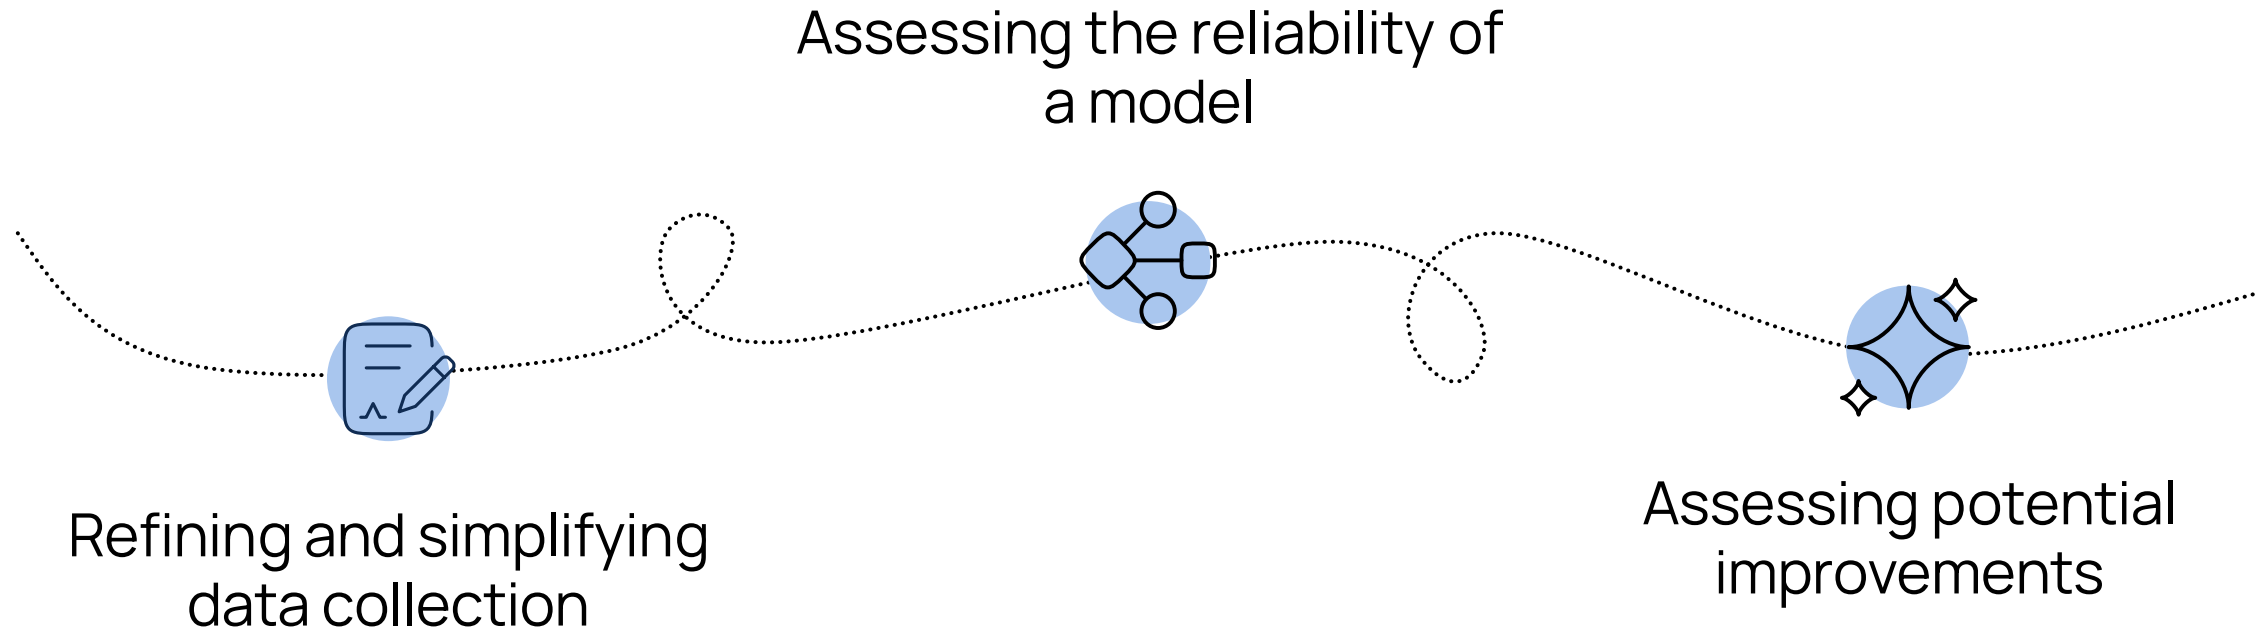 Assessing the reliability of
a model
Refining and simplifying
data collection
Assessing potential
improvements